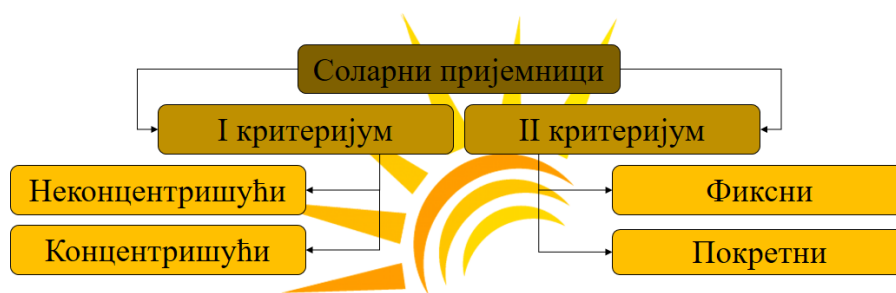 Соларни пријемници
I критеријум
II критеријум
Неконцентришући
Фиксни
Концентришући
Покретни